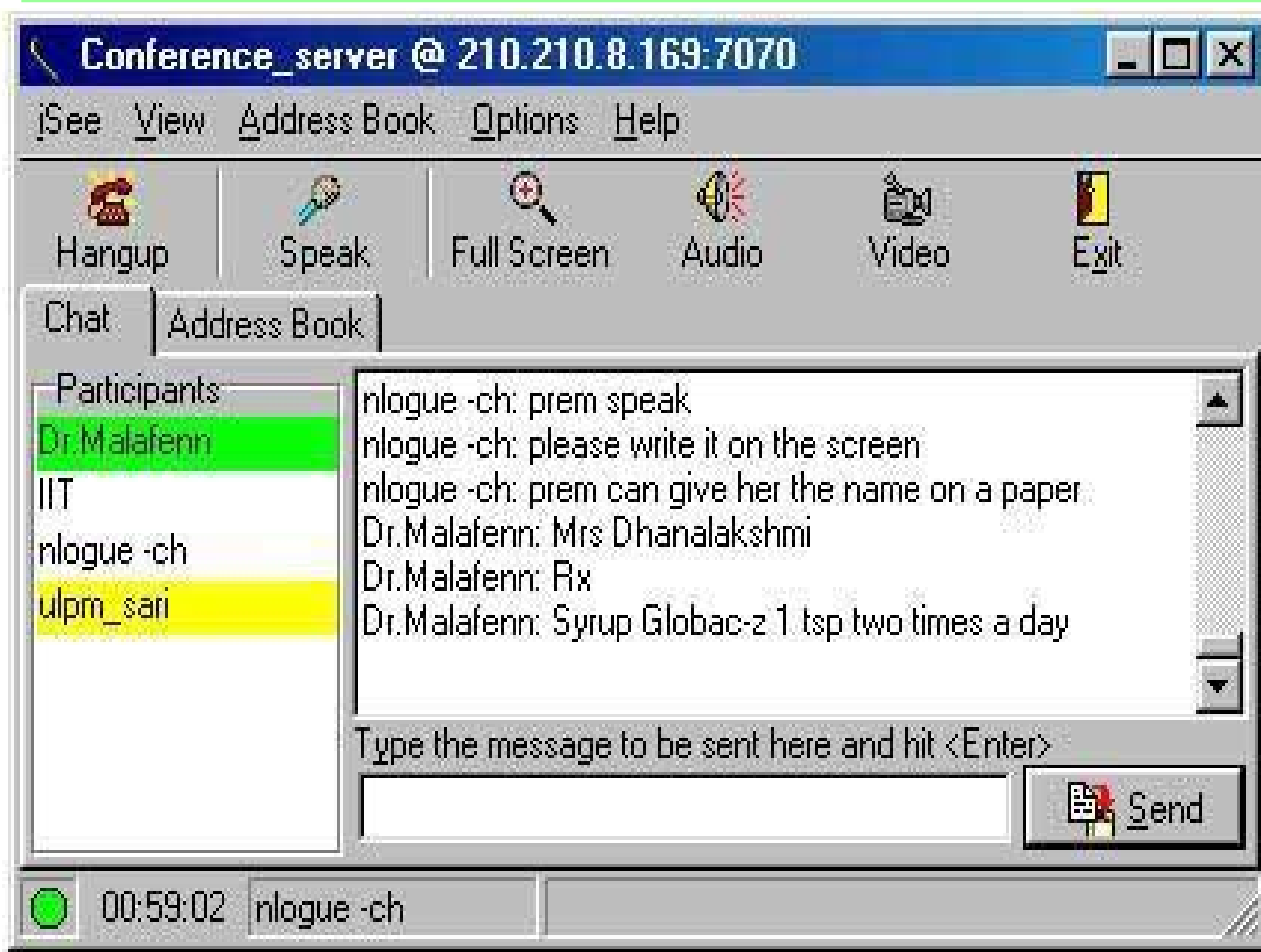 Conference_server @ 210.210.8.169:7070
iSee View Address Book Options Help
Hangup Speak Full Screen Audio Video Exit
Chat Address Book
Participants
Dr.Malafenn
IIT
nlogue -ch
ulpm_sari
nlogue -ch: prem speak
nlogue -ch: please write it on the screen
nlogue -ch: prem can give her the name on a paper
Dr.Malafenn: Mrs Dhanalakshmi
Dr.Malafenn: Rx
Dr.Malafenn: Syrup Globac-z 1 tsp two times a day
Type the message to be sent here and hit <Enter>
Send
00:59:02 nlogue -ch